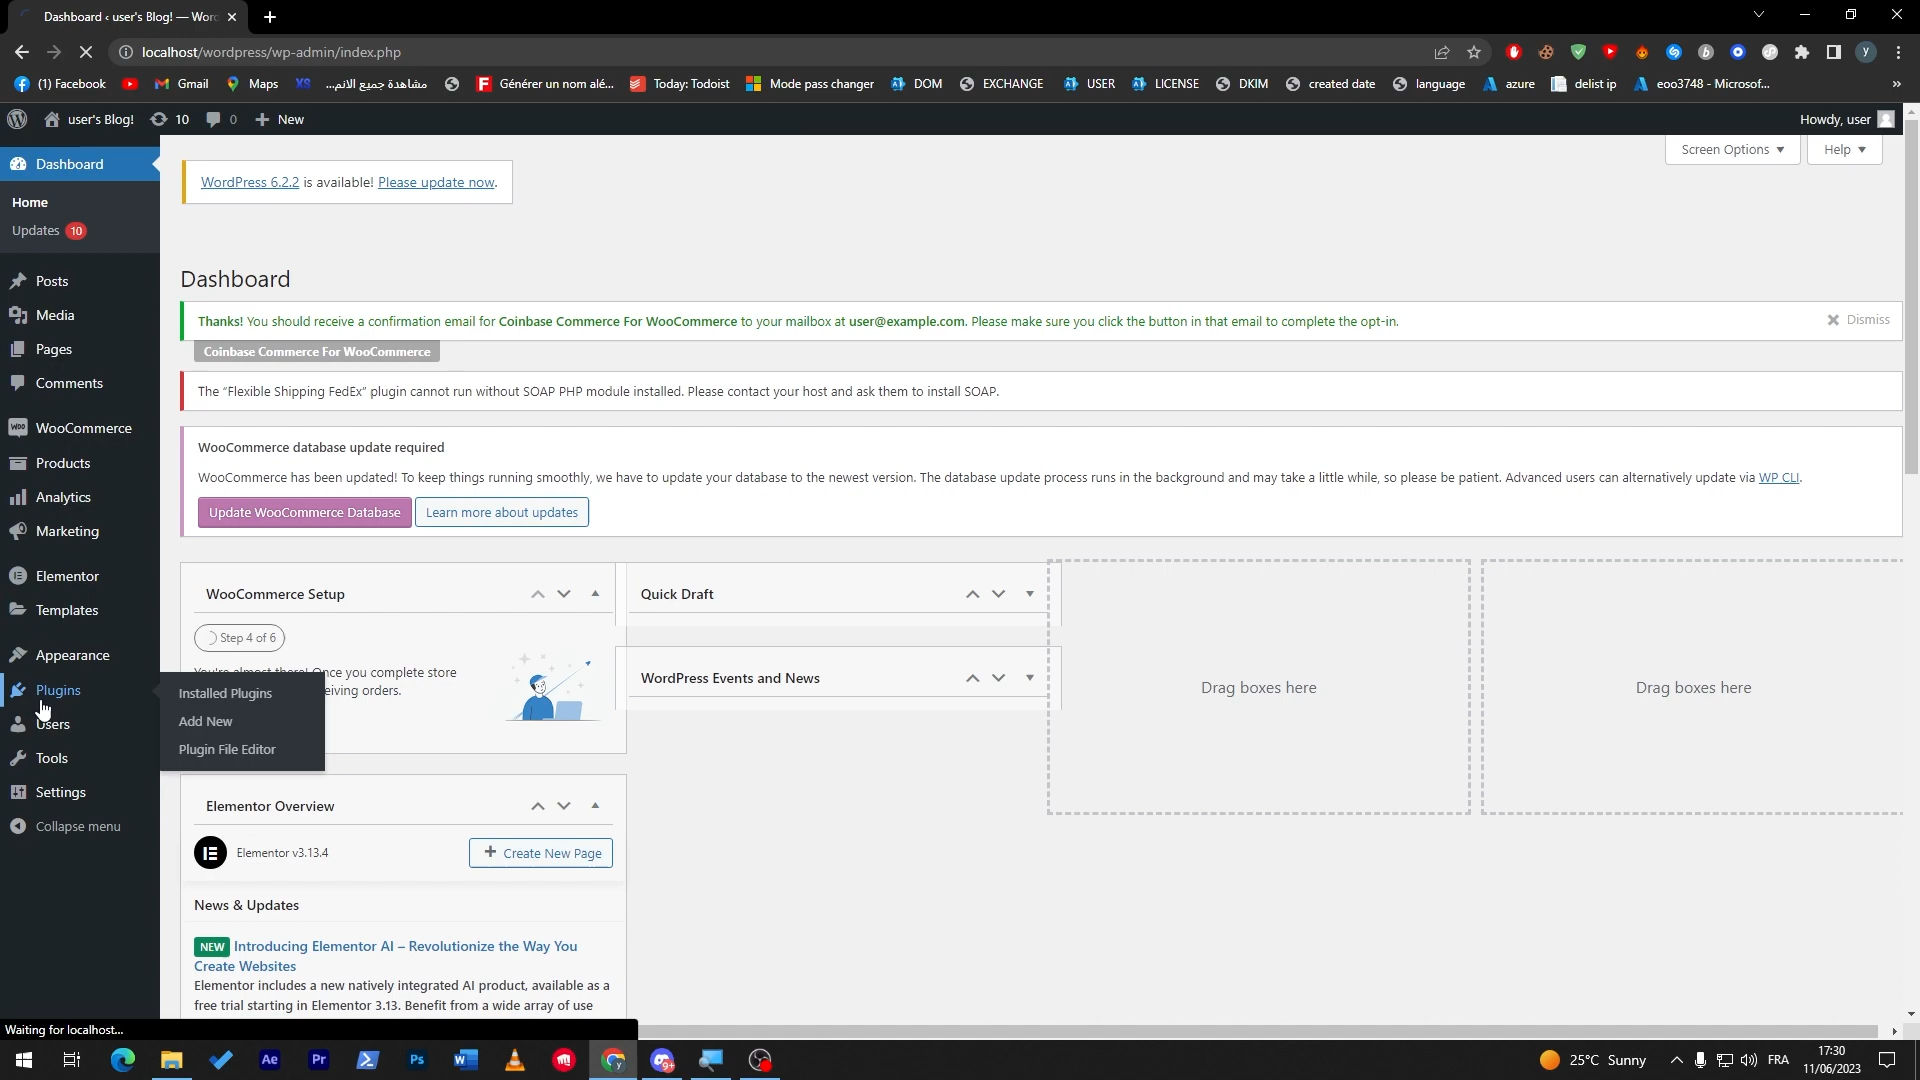 Dashboard ‹ user's Blog! — Wor
localhost/wordpress/wp-admin/index.php
(1) Facebook
Gmail
Maps
مشاهدة جميع الانم...
Générer un nom alé...
Today: Todoist
Mode pass changer
DOM
EXCHANGE
USER
LICENSE
DKIM
created date
language
azure
delist ip
eoo3748 - Microsof...
»
user's Blog!
10
0
New
Howdy, user
Dashboard
Home
Updates 10
Posts
Media
Pages
Comments
WooCommerce
Products
Analytics
Marketing
Elementor
Templates
Appearance
Plugins
Users
Tools
Settings
Collapse menu
Installed Plugins
Add New
Plugin File Editor
Screen Options
Help
WordPress 6.2.2 is available! Please update now.
Dashboard
Thanks! You should receive a confirmation email for Coinbase Commerce For WooCommerce to your mailbox at user@example.com. Please make sure you click the button in that email to complete the opt-in.
Dismiss
Coinbase Commerce For WooCommerce
The "Flexible Shipping FedEx" plugin cannot run without SOAP PHP module installed. Please contact your host and ask them to install SOAP.
WooCommerce database update required
WooCommerce has been updated! To keep things running smoothly, we have to update your database to the newest version. The database update process runs in the background and may take a little while, so please be patient. Advanced users can alternatively update via WP CLI.
Update WooCommerce Database
Learn more about updates
WooCommerce Setup
Step 4 of 6
You're almost there! Once you complete store
eiving orders.
Quick Draft
WordPress Events and News
Drag boxes here
Drag boxes here
Elementor Overview
Elementor v3.13.4
Create New Page
News & Updates
NEW Introducing Elementor AI – Revolutionize the Way You
Create Websites
Elementor includes a new natively integrated AI product, available as a
free trial starting in Elementor 3.13. Benefit from a wide array of use
Waiting for localhost...
25°C Sunny
FRA
17:30
11/06/2023